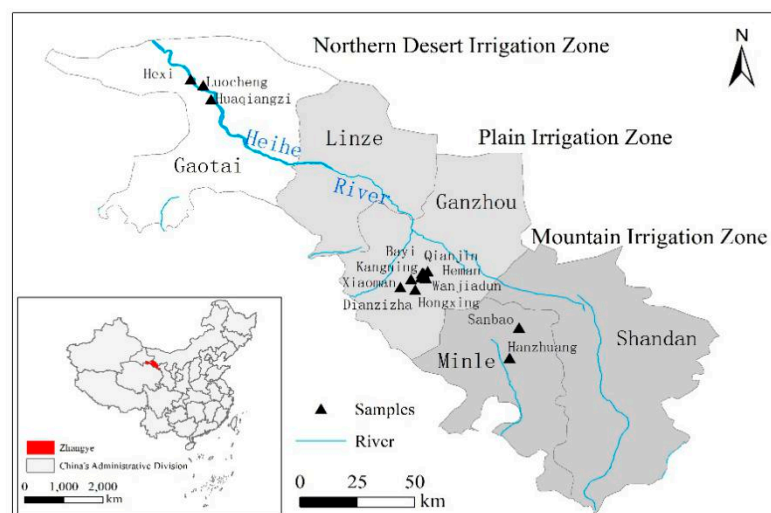 N
Northern Desert Irrigation Zone
Hexi
Luocheng
Huaqiangzi
Linze
Plain Irrigation Zone
Heihe
River
Gaotai
Ganzhou
Mountain Irrigation Zone
Bayi
Qianjin
Kangning
Heman
Xiaoman
Wanjiadun
Dianzizha
Hongxing
Sanbao
Shandan
Hanzhuang
Minle
Samples
River
0 25 50
km
Zhangye
China's Administrative Division
0 1,000 2,000
km